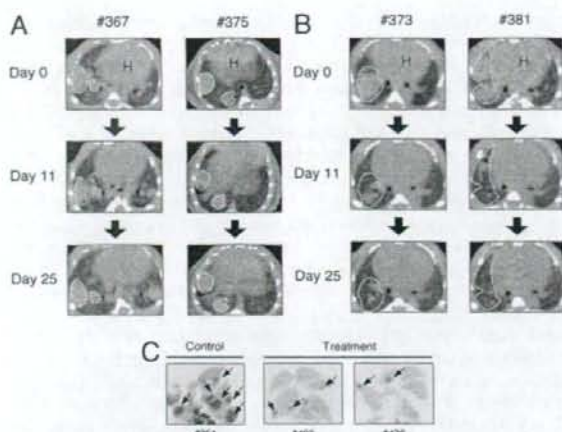 A
#367 #375
Day 0
H H
Day 11
Day 25
B
#373 #381
Day 0
H H
Day 11
Day 25
C
Control Treatment